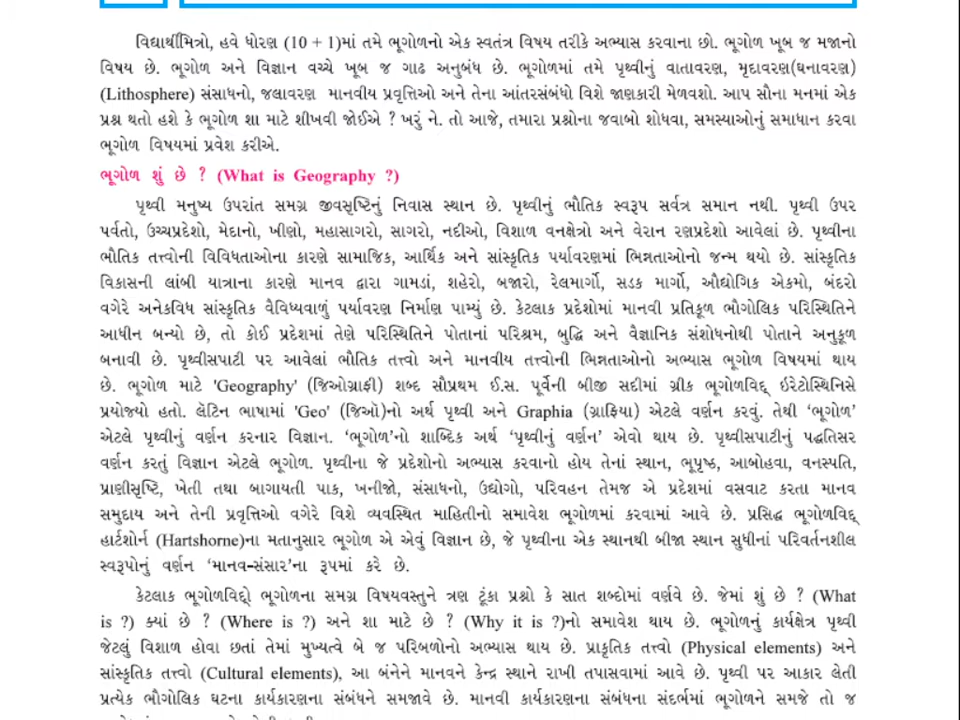 વિદ્યાર્થીમિત્રો, હવે ધોરણ (10 + 1)માં તમે ભૂગોળનો એક સ્વતંત્ર વિષય તરીકે અભ્યાસ કરવાના છો. ભૂગોળ ખૂબ જ મજાનો
વિષય છે. ભૂગોળ અને વિજ્ઞાન વચ્ચે ખૂબ જ ગાઢ અનુબંધ છે. ભૂગોળમાં તમે પૃથ્વીનું વાતાવરણ, મૃદાવરણ(ઘનાવરણ)
(Lithosphere) સંસાધનો, જલાવરણ માનવીય પ્રવૃત્તિઓ અને તેના આંતરસંબંધો વિશે જાણકારી મેળવશો. આપ સૌના મનમાં એક
પ્રશ્ન થતો હશે કે ભૂગોળ શા માટે શીખવી જોઈએ ? ખરું ને. તો આજે, તમારા પ્રશ્નોના જવાબો શોધવા, સમસ્યાઓનું સમાધાન કરવા
ભૂગોળ વિષયમાં પ્રવેશ કરીએ.
ભૂગોળ શું છે ? (What is Geography ?)
પૃથ્વી મનુષ્ય ઉપરાંત સમગ્ર જીવસૃષ્ટિનું નિવાસ સ્થાન છે. પૃથ્વીનું ભૌતિક સ્વરૂપ સર્વત્ર સમાન નથી. પૃથ્વી ઉપર
પર્વતો, ઉચ્ચપ્રદેશો, મેદાનો, ખીણો, મહાસાગરો, સાગરો, નદીઓ, વિશાળ વનક્ષેત્રો અને વેરાન રણપ્રદેશો આવેલાં છે. પૃથ્વીના
ભૌતિક તત્ત્વોની વિવિધતાઓના કારણે સામાજિક, આર્થિક અને સાંસ્કૃતિક પર્યાવરણમાં ભિન્નતાઓનો જન્મ થયો છે. સાંસ્કૃતિક
વિકાસની લાંબી યાત્રાના કારણે માનવ દ્વારા ગામડાં, શહેરો, બજારો, રેલમાર્ગો, સડક માર્ગો, ઔદ્યોગિક એકમો, બંદરો
વગેરે અનેકવિધ સાંસ્કૃતિક વૈવિધ્યવાળું પર્યાવરણ નિર્માણ પામ્યું છે. કેટલાક પ્રદેશોમાં માનવી પ્રતિકૂળ ભૌગોલિક પરિસ્થિતિને
આધીન બન્યો છે, તો કોઈ પ્રદેશમાં તેણે પરિસ્થિતિને પોતાનાં પરિશ્રમ, બુદ્ધિ અને વૈજ્ઞાનિક સંશોધનોથી પોતાને અનુકૂળ
બનાવી છે. પૃથ્વીસપાટી પર આવેલાં ભૌતિક તત્ત્વો અને માનવીય તત્ત્વોની ભિન્નતાઓનો અભ્યાસ ભૂગોળ વિષયમાં થાય
છે. ભૂગોળ માટે 'Geography' (જિઓગ્રાફી) શબ્દ સૌપ્રથમ ઈ.સ. પૂર્વેની બીજી સદીમાં ગ્રીક ભૂગોળવિદ્ ઇરેટોસ્થિનિસે
પ્રયોજ્યો હતો. લૅટિન ભાષામાં 'Geo' (જિઓ)નો અર્થ પૃથ્વી અને Graphia (ગ્રાફિયા) એટલે વર્ણન કરવું. તેથી ‘ભૂગોળ’
એટલે પૃથ્વીનું વર્ણન કરનાર વિજ્ઞાન. ‘ભૂગોળ’નો શાબ્દિક અર્થ ‘પૃથ્વીનું વર્ણન’ એવો થાય છે. પૃથ્વીસપાટીનું પદ્ધતિસર
વર્ણન કરતું વિજ્ઞાન એટલે ભૂગોળ. પૃથ્વીના જે પ્રદેશોનો અભ્યાસ કરવાનો હોય તેનાં સ્થાન, ભૂપૃષ્ઠ, આબોહવા, વનસ્પતિ,
પ્રાણીસૃષ્ટિ, ખેતી તથા બાગાયતી પાક, ખનીજો, સંસાધનો, ઉદ્યોગો, પરિવહન તેમજ એ પ્રદેશમાં વસવાટ કરતા માનવ
સમુદાય અને તેની પ્રવૃત્તિઓ વગેરે વિશે વ્યવસ્થિત માહિતીનો સમાવેશ ભૂગોળમાં કરવામાં આવે છે. પ્રસિદ્ધ ભૂગોળવિદ્
હાર્ટશોર્ન (Hartshorne)ના મતાનુસાર ભૂગોળ એ એવું વિજ્ઞાન છે, જે પૃથ્વીના એક સ્થાનથી બીજા સ્થાન સુધીનાં પરિવર્તનશીલ
સ્વરૂપોનું વર્ણન ‘માનવ-સંસાર’ના રૂપમાં કરે છે.
કેટલાક ભૂગોળવિદ્દો ભૂગોળના સમગ્ર વિષયવસ્તુને ત્રણ ટૂંકા પ્રશ્નો કે સાત શબ્દોમાં વર્ણવે છે. જેમાં શું છે ? (What
is ?) ક્યાં છે ? (Where is ?) અને શા માટે છે ? (Why it is ?)નો સમાવેશ થાય છે. ભૂગોળનું કાર્યક્ષેત્ર પૃથ્વી
જેટલું વિશાળ હોવા છતાં તેમાં મુખ્યત્વે બે જ પરિબળોનો અભ્યાસ થાય છે. પ્રાકૃતિક તત્ત્વો (Physical elements) અને
સાંસ્કૃતિક તત્ત્વો (Cultural elements), આ બંનેને માનવને કેન્દ્ર સ્થાને રાખી તપાસવામાં આવે છે. પૃથ્વી પર આકાર લેતી
પ્રત્યેક ભૌગોલિક ઘટના કાર્યકારણના સંબંધને સમજાવે છે. માનવી કાર્યકારણના સંબંધના સંદર્ભમાં ભૂગોળને સમજે તો જ